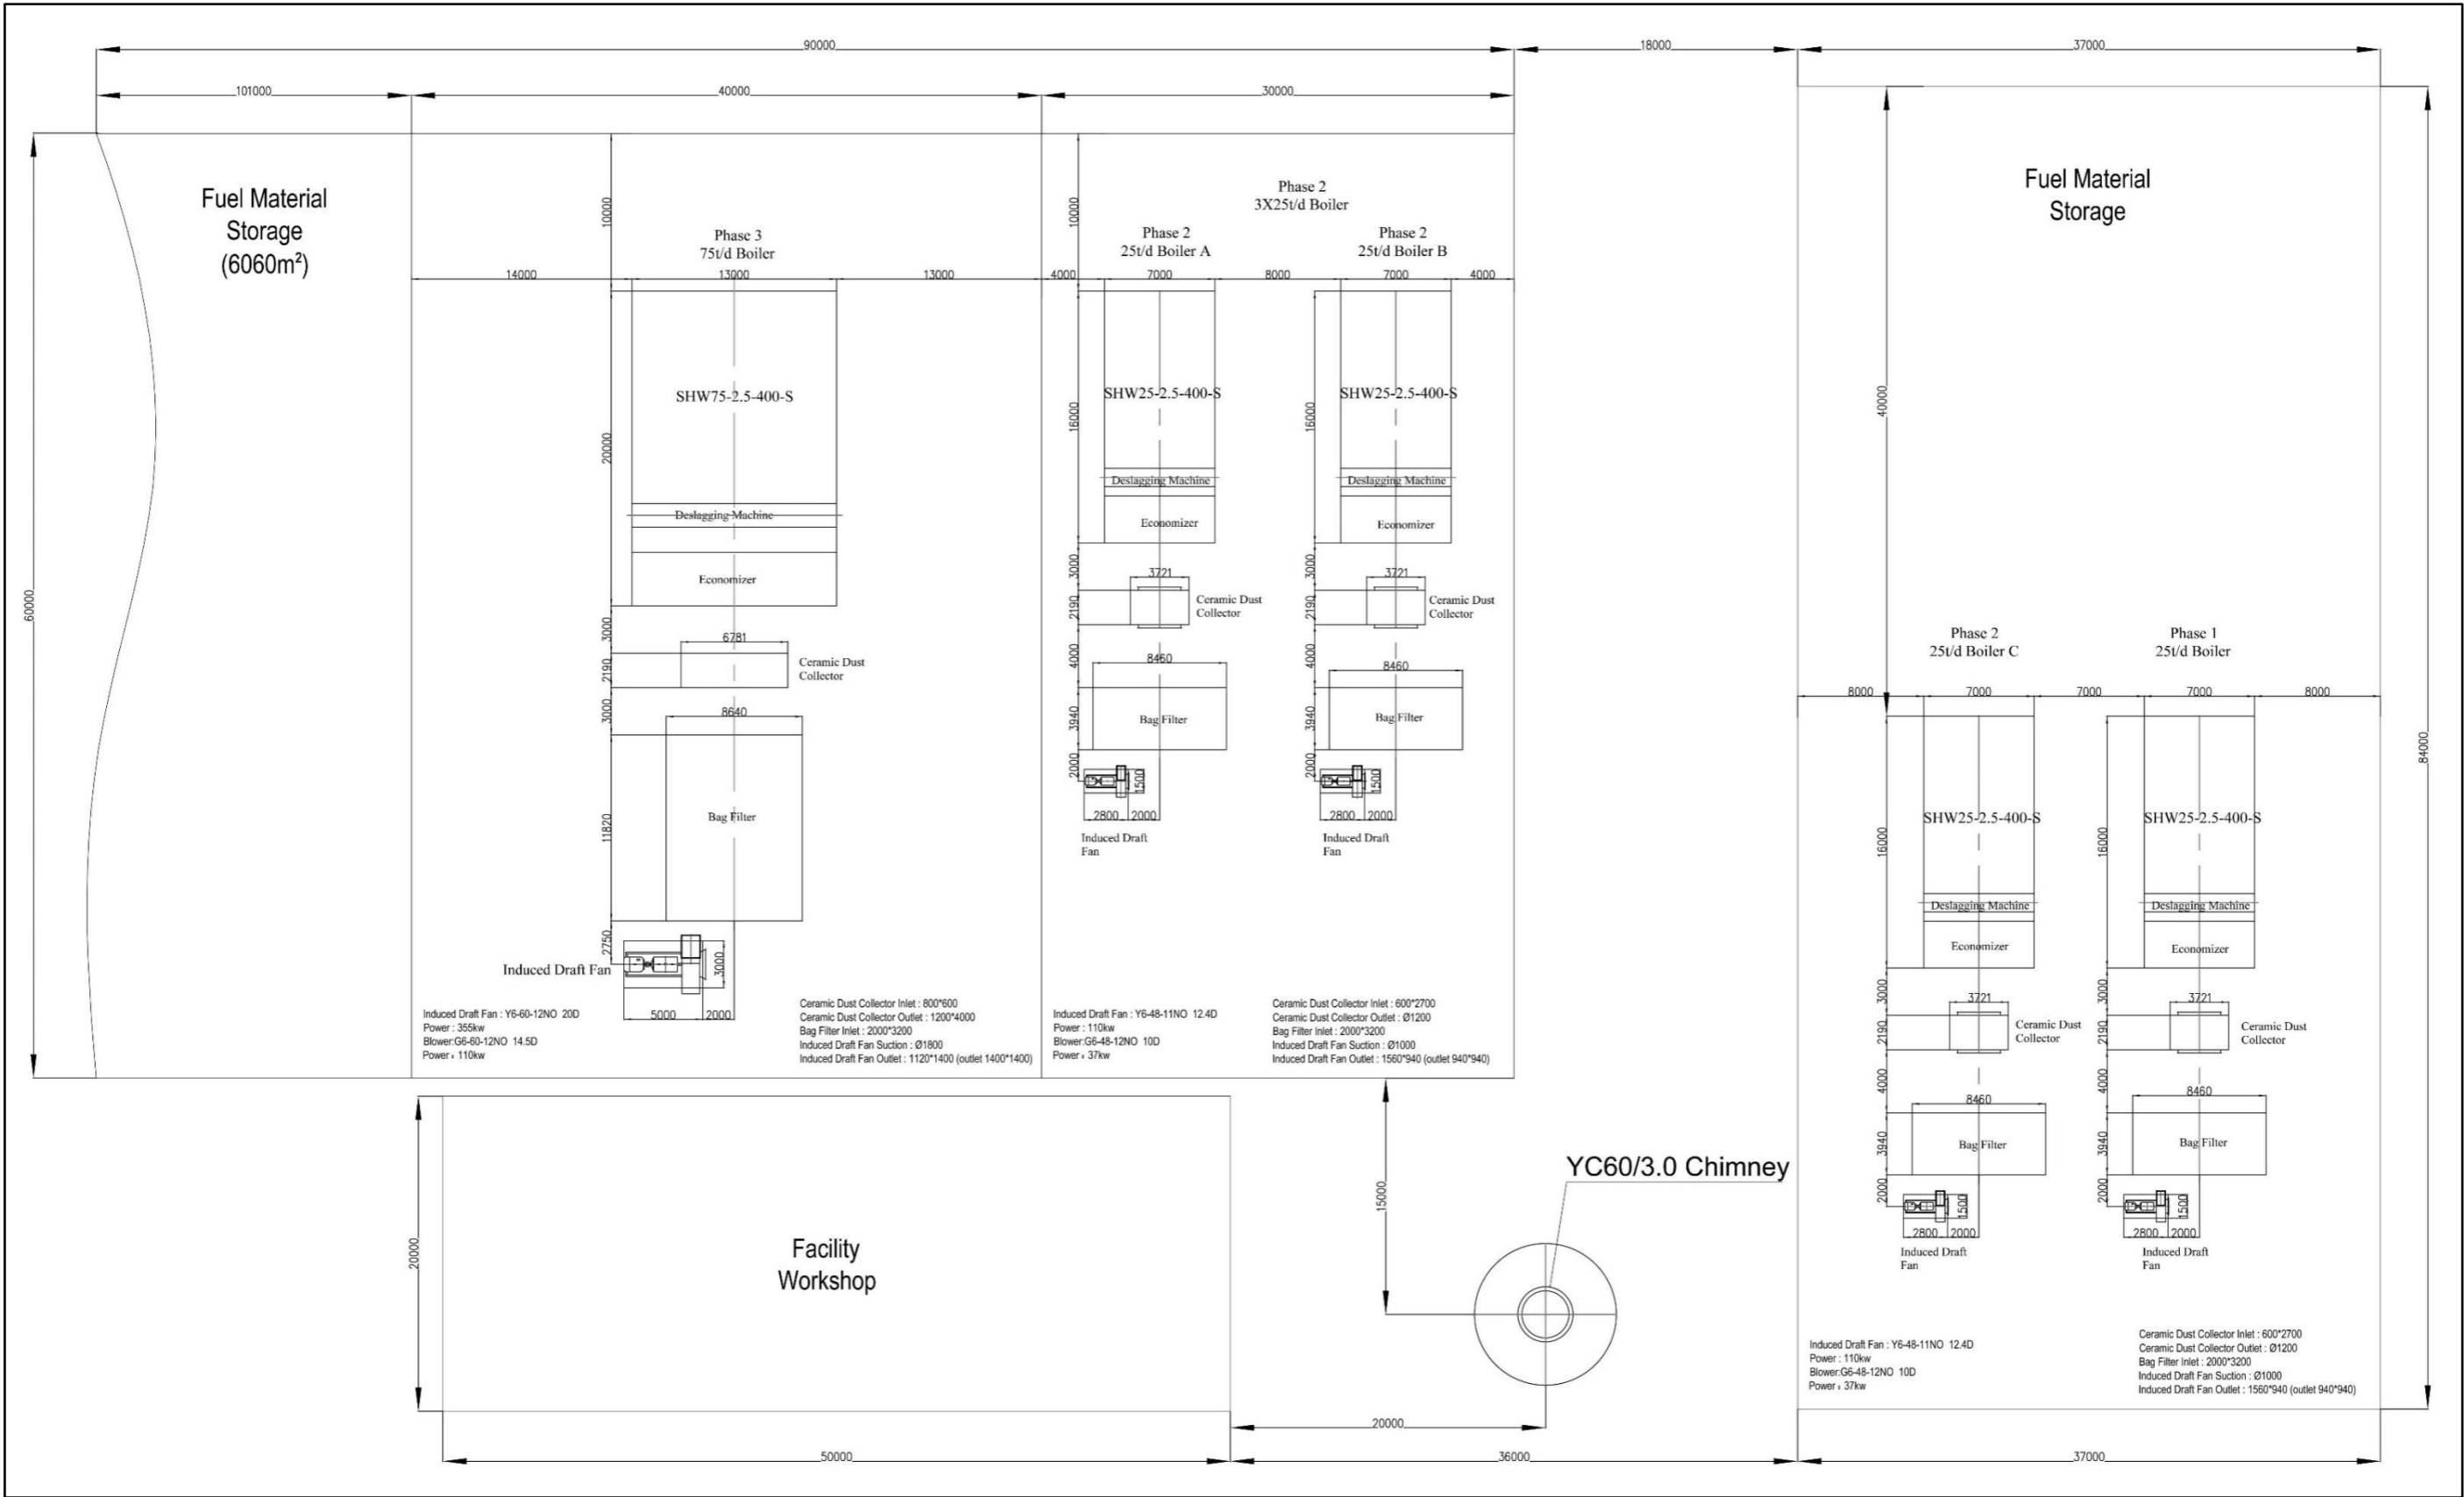 90000
18000
37000
101000
40000
30000
60000
Fuel Material
Storage
(6060m²)
10000
Phase 3
75t/d Boiler
14000
13000
13000
20000
SHW75-2.5-400-S
Deslagging Machine
Economizer
3000
6781
2190
Ceramic Dust
Collector
3000
8640
11820
Bag Filter
2750
Induced Draft Fan
3000
5000
2000
Induced Draft Fan : Y6-60-12NO 20D
Power : 355kw
Blower:G6-60-12NO 14.5D
Power : 110kw
Ceramic Dust Collector Inlet : 800*600
Ceramic Dust Collector Outlet : 1200*4000
Bag Filter Inlet : 2000*3200
Induced Draft Fan Suction : Ø1800
Induced Draft Fan Outlet : 1120*1400 (outlet 1400*1400)
10000
Phase 2
3X25t/d Boiler
Phase 2
25t/d Boiler A
Phase 2
25t/d Boiler B
4000
7000
8000
7000
4000
16000
SHW25-2.5-400-S
Deslagging Machine
Economizer
3000
3721
2190
Ceramic Dust
Collector
4000
8460
3940
Bag Filter
2000
1500
2800
2000
Induced Draft
Fan
16000
SHW25-2.5-400-S
Deslagging Machine
Economizer
3000
3721
2190
Ceramic Dust
Collector
4000
8460
3940
Bag Filter
2000
1500
2800
2000
Induced Draft
Fan
Induced Draft Fan : Y6-48-11NO 12.4D
Power : 110kw
Blower:G6-48-12NO 10D
Power : 37kw
Ceramic Dust Collector Inlet : 600*2700
Ceramic Dust Collector Outlet : Ø1200
Bag Filter Inlet : 2000*3200
Induced Draft Fan Suction : Ø1000
Induced Draft Fan Outlet : 1560*940 (outlet 940*940)
Fuel Material
Storage
40000
84000
Phase 2
25t/d Boiler C
Phase 1
25t/d Boiler
8000
7000
7000
7000
8000
16000
SHW25-2.5-400-S
Deslagging Machine
Economizer
3000
3721
2190
Ceramic Dust
Collector
4000
8460
3940
Bag Filter
2000
1500
2800
2000
Induced Draft
Fan
16000
SHW25-2.5-400-S
Deslagging Machine
Economizer
3000
3721
2190
Ceramic Dust
Collector
4000
8460
3940
Bag Filter
2000
1500
2800
2000
Induced Draft
Fan
Induced Draft Fan : Y6-48-11NO 12.4D
Power : 110kw
Blower:G6-48-12NO 10D
Power : 37kw
Ceramic Dust Collector Inlet : 600*2700
Ceramic Dust Collector Outlet : Ø1200
Bag Filter Inlet : 2000*3200
Induced Draft Fan Suction : Ø1000
Induced Draft Fan Outlet : 1560*940 (outlet 940*940)
20000
Facility
Workshop
15000
YC60/3.0 Chimney
20000
50000
36000
37000